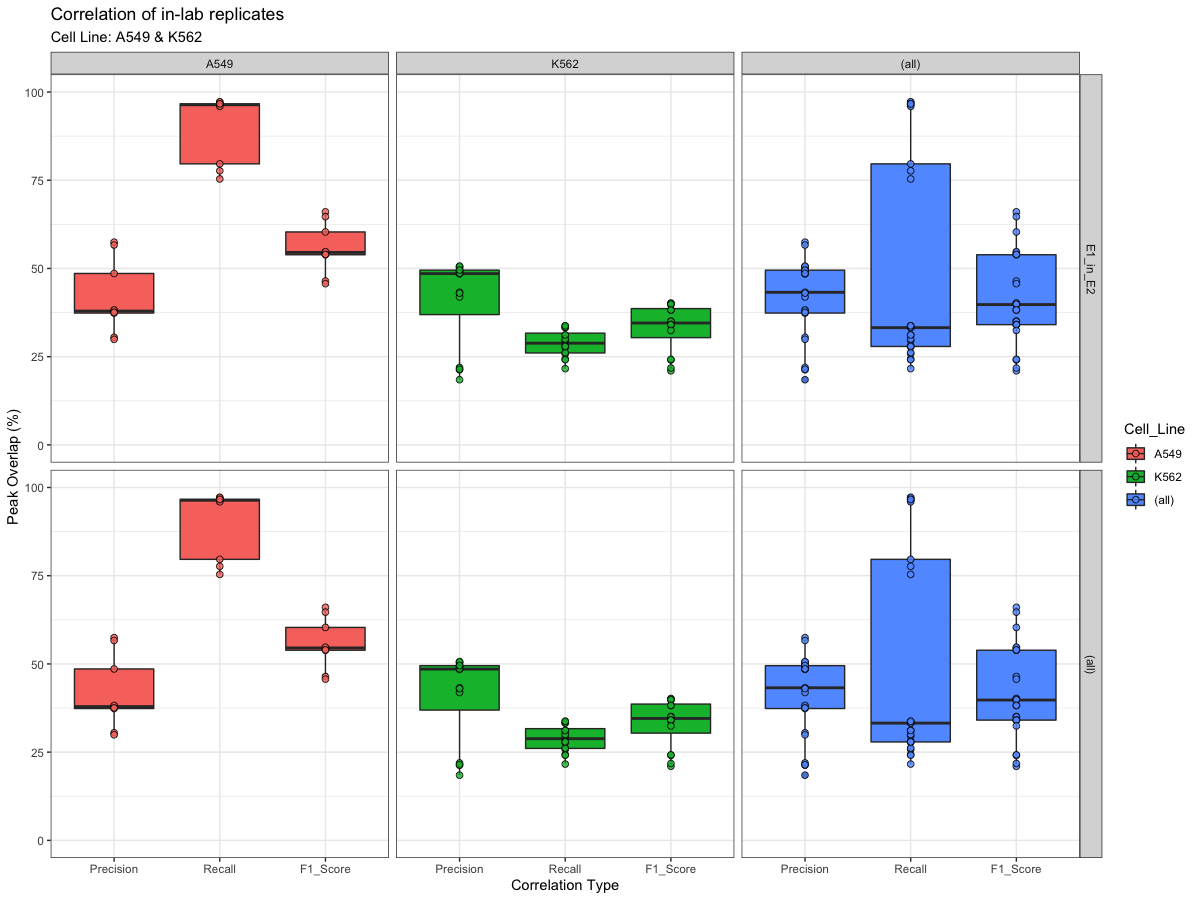 Correlation of in-lab replicates
Cell Line: A549 & K562
A549
K562
(all)
100
75
50
25
0
E1_in_E2
100
75
50
25
0
(all)
Peak Overlap (%)
Precision
Recall
F1_Score
Precision
Recall
F1_Score
Precision
Recall
F1_Score
Correlation Type
Cell_Line
A549
K562
(all)